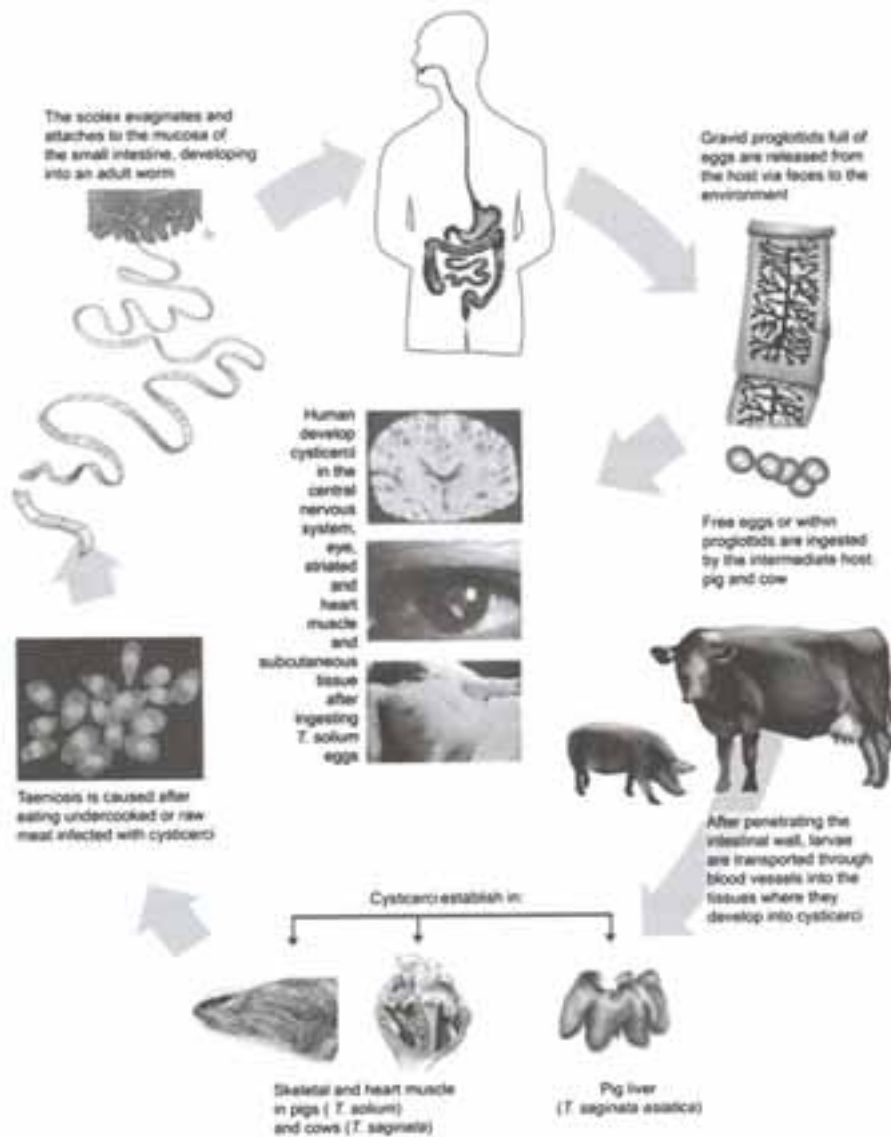 The scolex evaginates and
attaches to the mucosa of
the small intestine, developing
into an adult worm
Gravid proglottids full of
eggs are released from
the host via feces to the
environment
Human
develop
cysticerci
in the
central
nervous
system,
eye,
striated
and
heart
muscle
and
subcutaneous
tissue
after
ingesting
T. solium
eggs
Free eggs or within
proglottids are ingested
by the intermediate host:
pig and cow
Taeniosis is caused after
eating undercooked or raw
meat infected with cysticerci
After penetrating the
intestinal wall, larvae
are transported through
blood vessels into the
tissues where they
develop into cysticerci
Cysticerci establish in:
Skeletal and heart muscle
in pigs ( T. solium)
and cows (T. saginata)
Pig liver
(T. saginata asiatica)